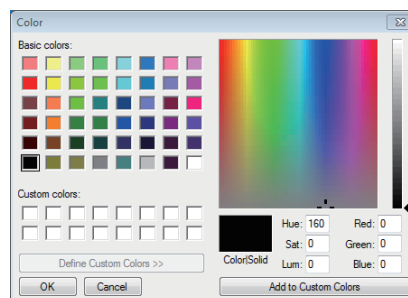 Color
Basic colors:
Custom colors:
Define Custom Colors >>
OK Cancel
Color|Solid
Hue: 160 Red: 0
Sat: 0 Green: 0
Lum: 0 Blue: 0
Add to Custom Colors